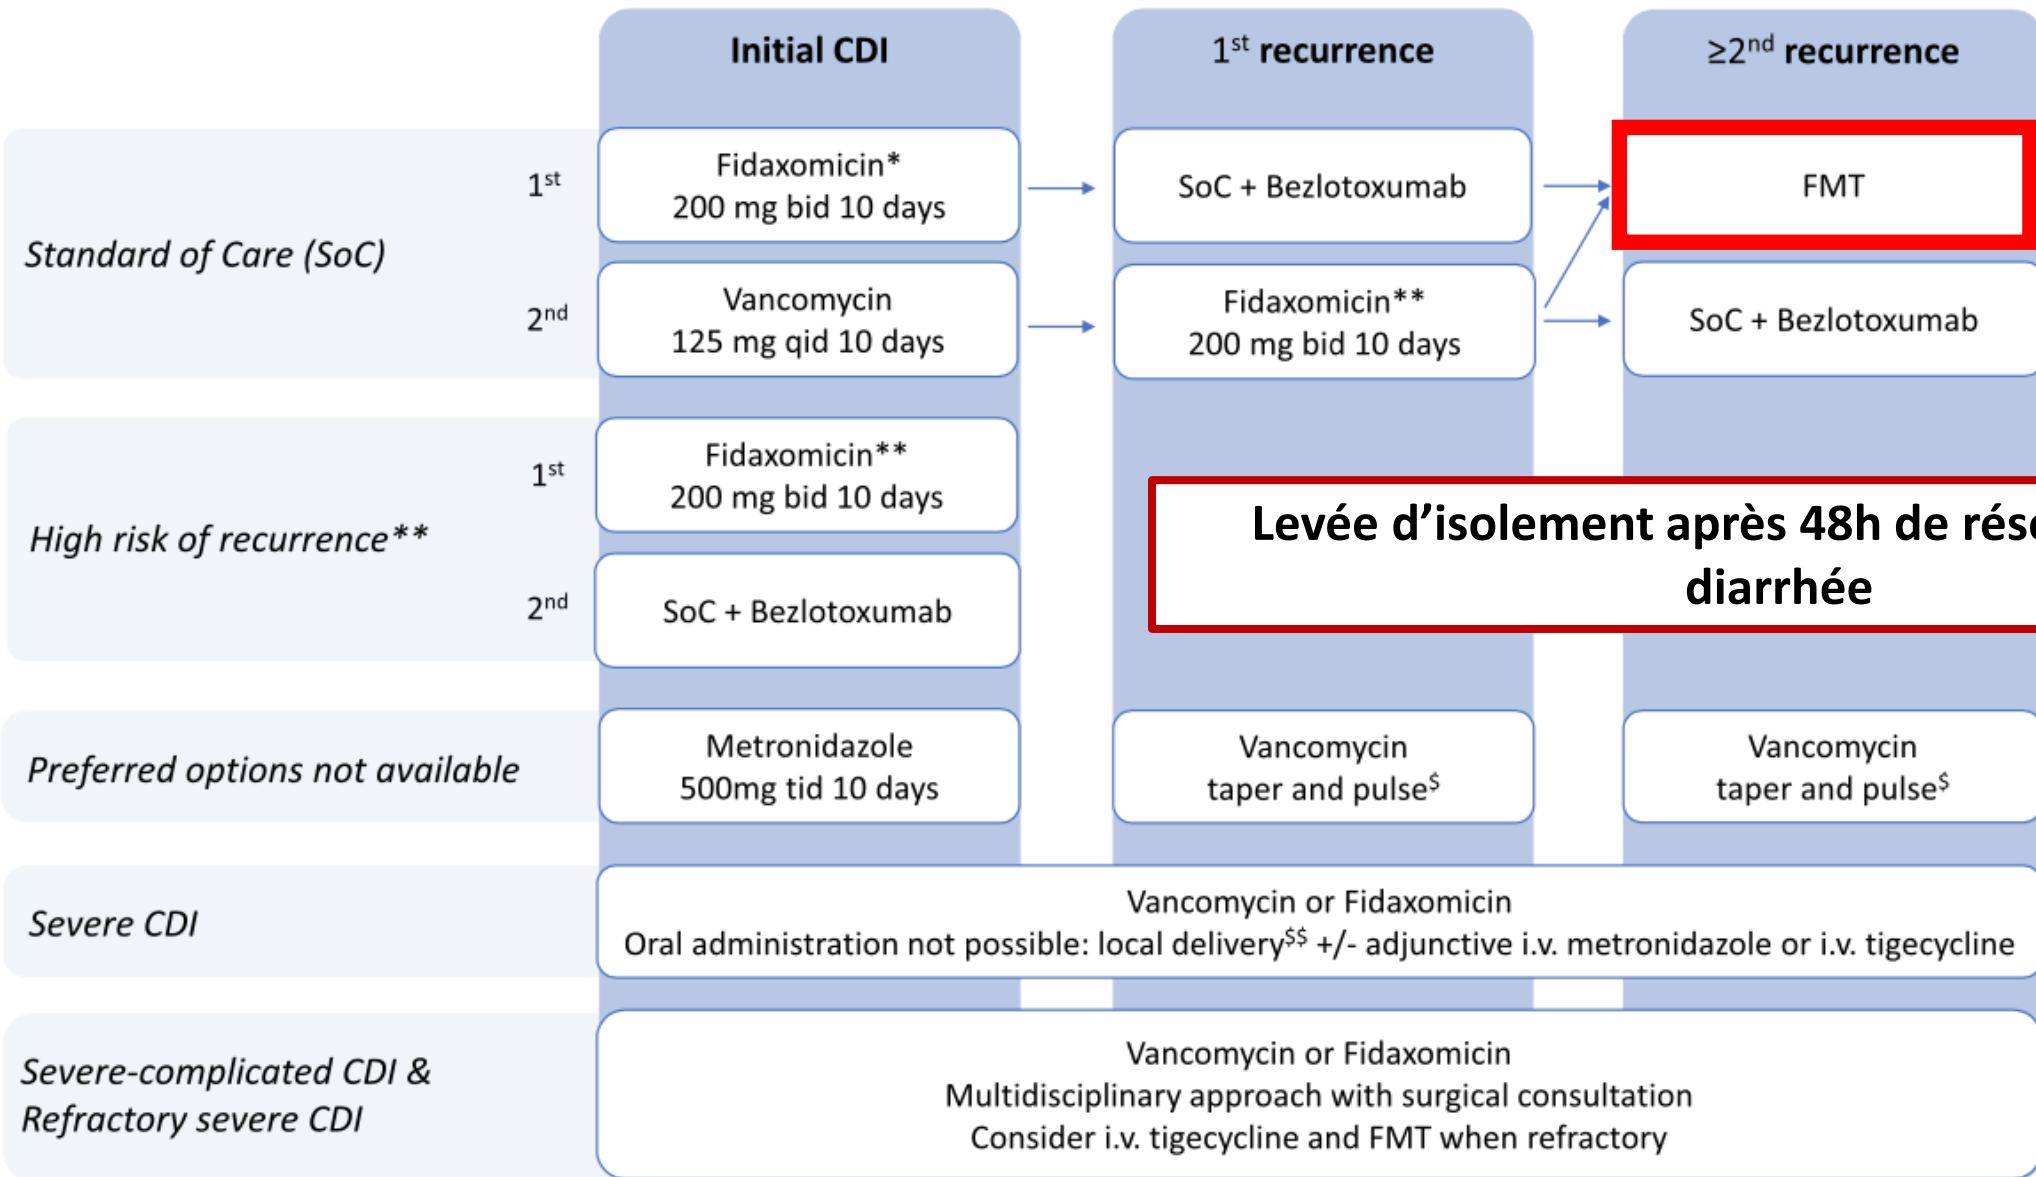 Initial CDI
1st recurrence
≥2nd recurrence
Standard of Care (SoC)
1st
Fidaxomicin*
200 mg bid 10 days
SoC + Bezlotoxumab
FMT
2nd
Vancomycin
125 mg qid 10 days
Fidaxomicin**
200 mg bid 10 days
SoC + Bezlotoxumab
High risk of recurrence**
1st
Fidaxomicin**
200 mg bid 10 days
2nd
SoC + Bezlotoxumab
Levée d’isolement après 48h de
diarrhée
Preferred options not available
Metronidazole
500mg tid 10 days
Vancomycin
taper and pulse$
Vancomycin
taper and pulse$
Severe CDI
Vancomycin or Fidaxomicin
Oral administration not possible: local delivery$$ +/- adjunctive i.v. metronidazole or i.v. tigecycline
Severe-complicated CDI &
Refractory severe CDI
Vancomycin or Fidaxomicin
Multidisciplinary approach with surgical consultation
Consider i.v. tigecycline and FMT when refractory